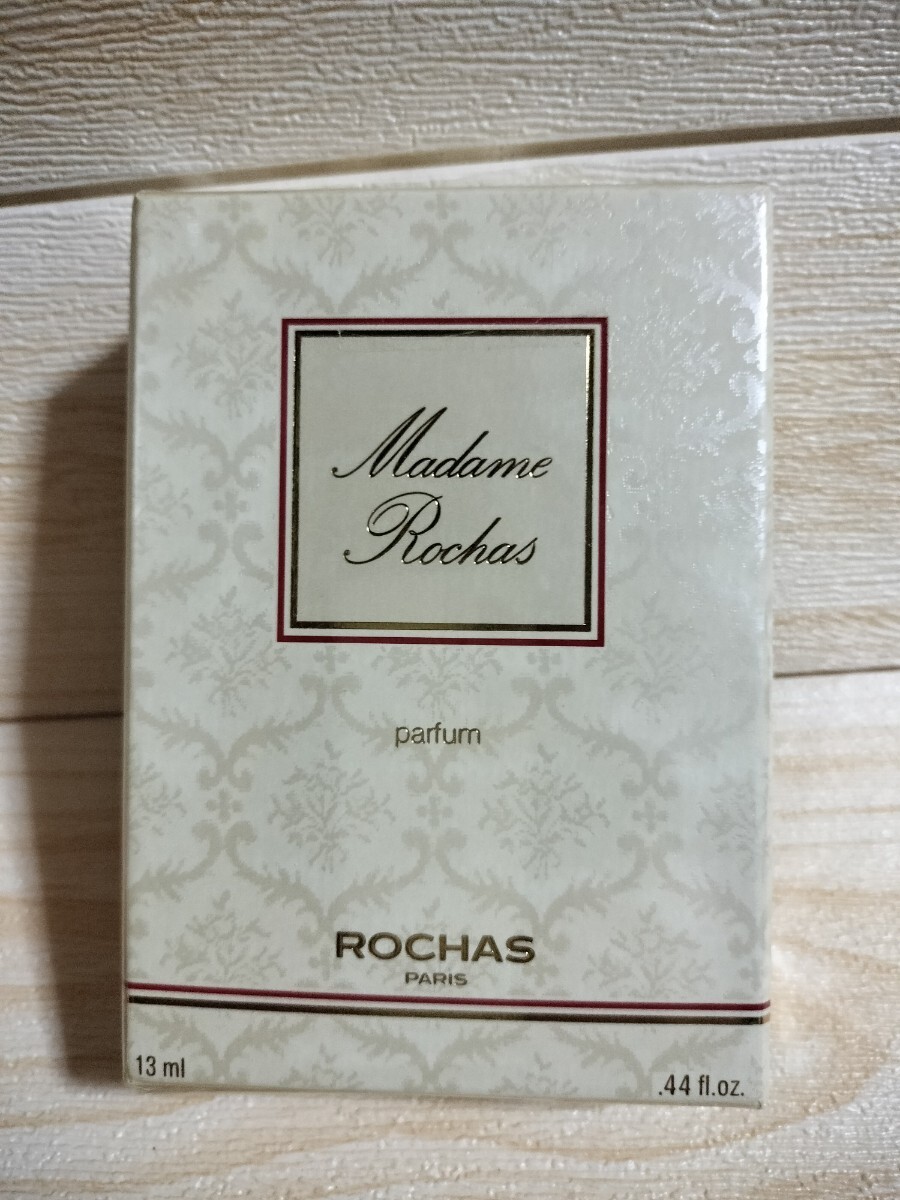 Madame
Rochas
parfum
ROCHAS
PARIS
13 ml
.44 fl.oz.